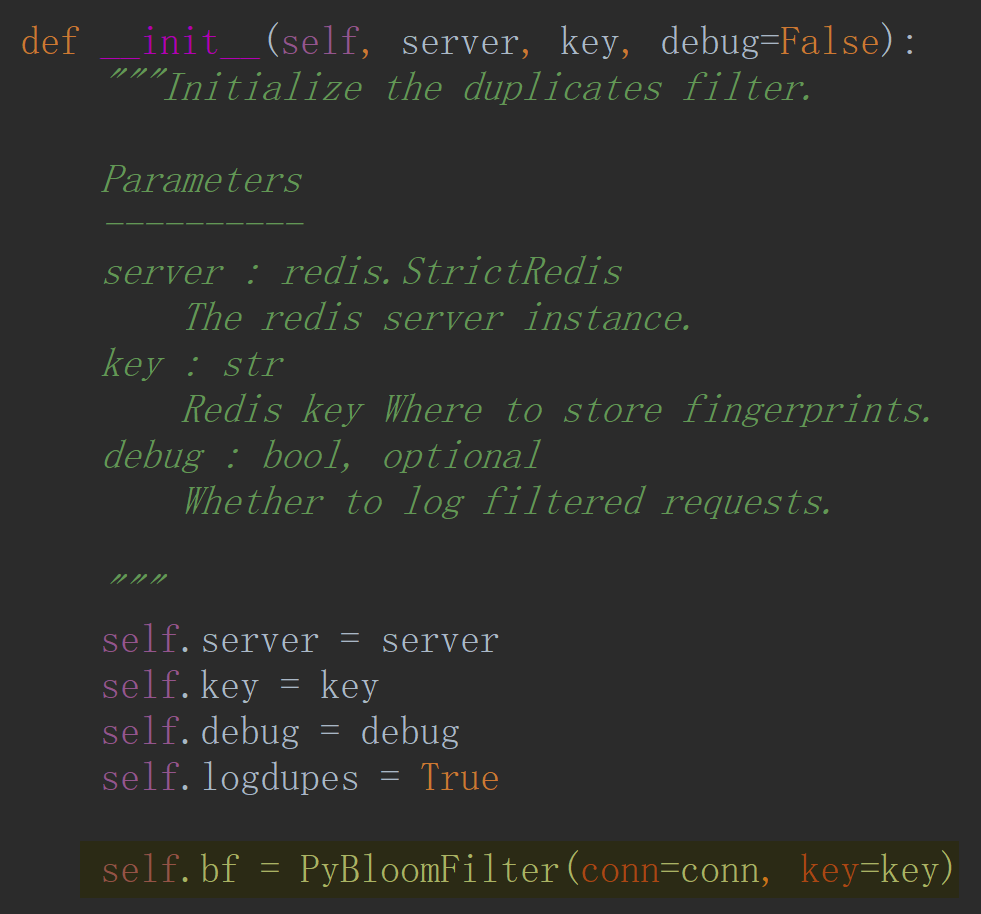 def __init__(self, server, key, debug=False):
    """Initialize the duplicates filter.

    Parameters
    ----------
    server : redis.StrictRedis
        The redis server instance.
    key : str
        Redis key Where to store fingerprints.
    debug : bool, optional
        Whether to log filtered requests.

    """
    self.server = server
    self.key = key
    self.debug = debug
    self.logdupes = True

    self.bf = PyBloomFilter(conn=conn, key=key)